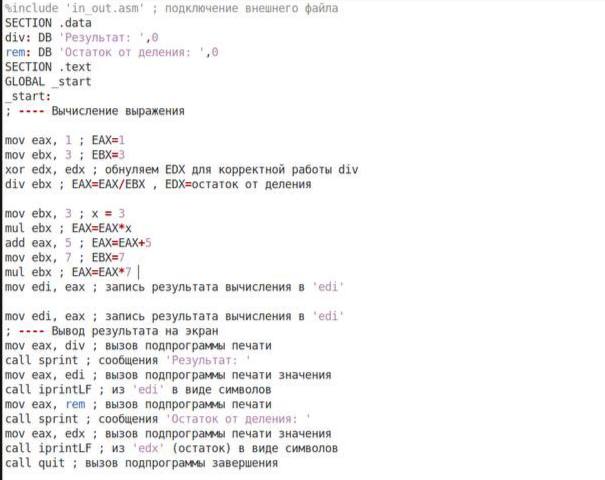 %include 'in_out.asm' ; подключение внешнего файла
SECTION .data
div: DB 'Результат: ',0
rem: DB 'Остаток от деления: ',0
SECTION .text
GLOBAL _start
_start:
; ---- Вычисление выражения
mov eax, 1 ; EAX=1
mov ebx, 3 ; EBX=3
xor edx, edx ; обнуляем EDX для корректной работы div
div ebx ; EAX=EAX/EBX , EDX=остаток от деления
mov ebx, 3 ; x = 3
mul ebx ; EAX=EAX*x
add eax, 5 ; EAX=EAX+5
mov ebx, 7 ; EBX=7
mul ebx ; EAX=EAX*7
mov edi, eax ; запись результата вычисления в 'edi'
mov edi, eax ; запись результата вычисления в 'edi'
; ---- Вывод результата на экран
mov eax, div ; вызов подпрограммы печати
call sprint ; сообщения 'Результат: '
mov eax, edi ; вызов подпрограммы печати значения
call iprintLF ; из 'edi' в виде символов
mov eax, rem ; вызов подпрограммы печати
call sprint ; сообщения 'Остаток от деления: '
mov eax, edx ; вызов подпрограммы печати значения
call iprintLF ; из 'edx' (остаток) в виде символов
call quit ; вызов подпрограммы завершения